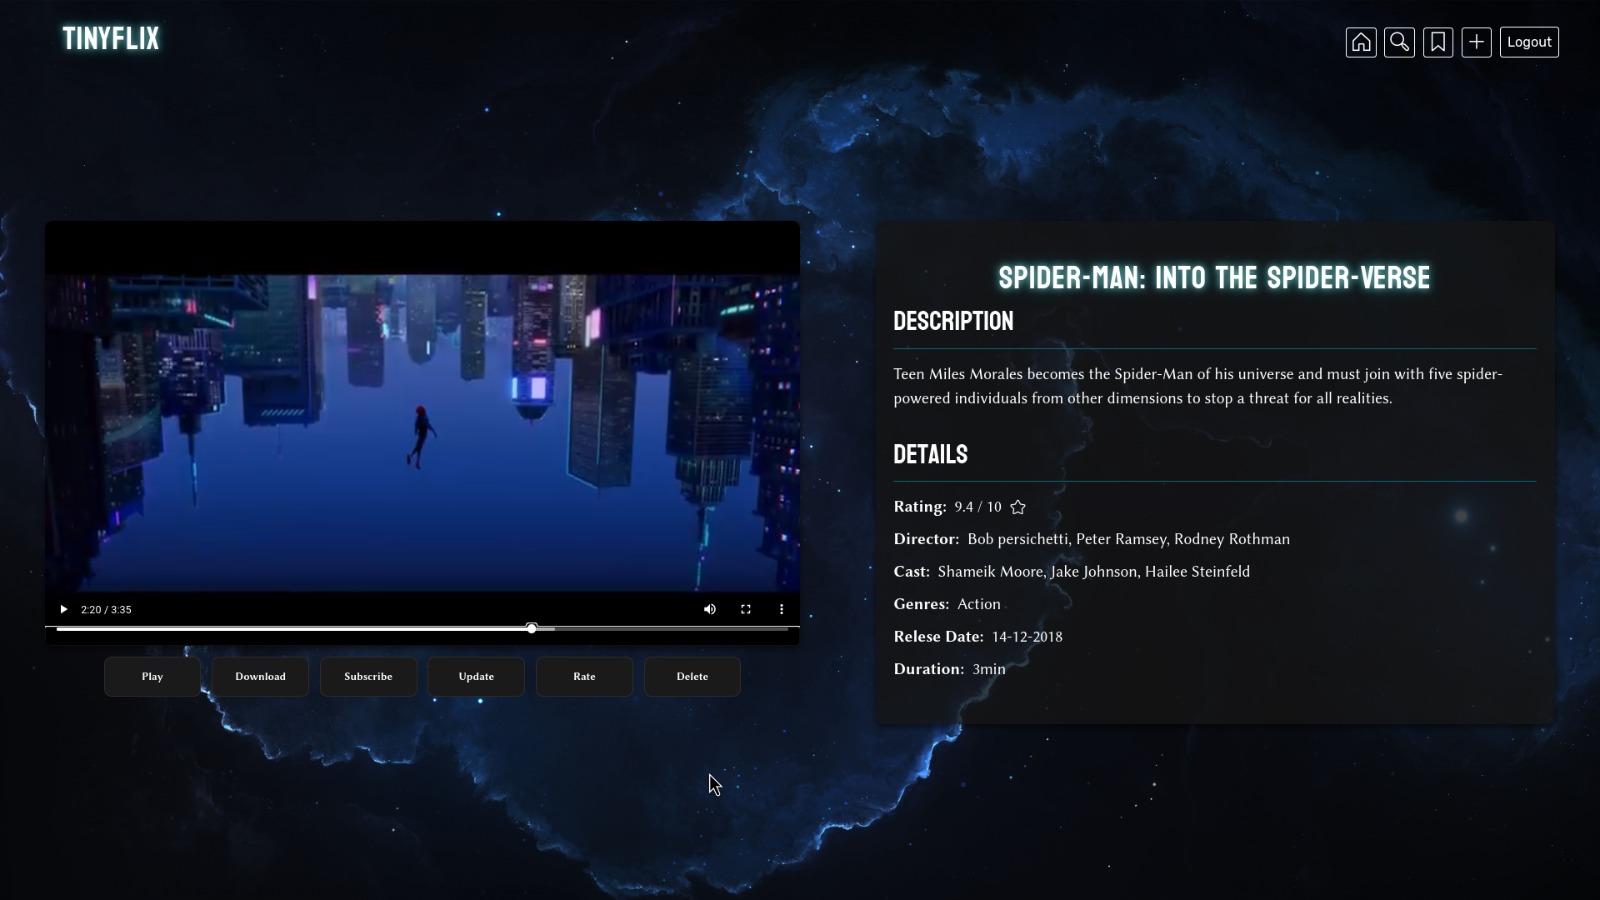 TINYFLIX
Logout
2:20 / 3:35
Play
Download
Subscribe
Update
Rate
Delete
SPIDER-MAN: INTO THE SPIDER-VERSE
DESCRIPTION
Teen Miles Morales becomes the Spider-Man of his universe and must join with five spider-
powered individuals from other dimensions to stop a threat for all realities.
DETAILS
Rating: 9.4 / 10
Director: Bob persichetti, Peter Ramsey, Rodney Rothman
Cast: Shameik Moore, Jake Johnson, Hailee Steinfeld
Genres: Action
Relese Date: 14-12-2018
Duration: 3min